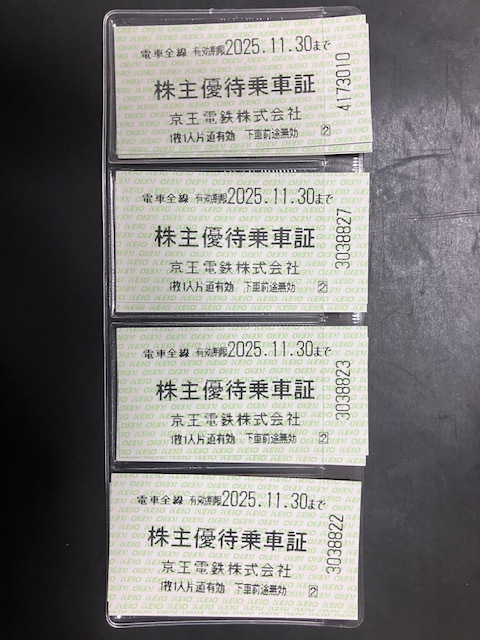 電車全線 有効期限2025.11.30まで
株主優待乗車証
京王電鉄株式会社
1枚1人片道有効 下車前途無効 2
4173010
電車全線 有効期限2025.11.30まで
株主優待乗車証
京王電鉄株式会社
1枚1人片道有効 下車前途無効 2
3038827
電車全線 有効期限2025.11.30まで
株主優待乗車証
京王電鉄株式会社
1枚1人片道有効 下車前途無効 2
3038823
電車全線 有効期限2025.11.30まで
株主優待乗車証
京王電鉄株式会社
1枚1人片道有効 下車前途無効 2
3038822